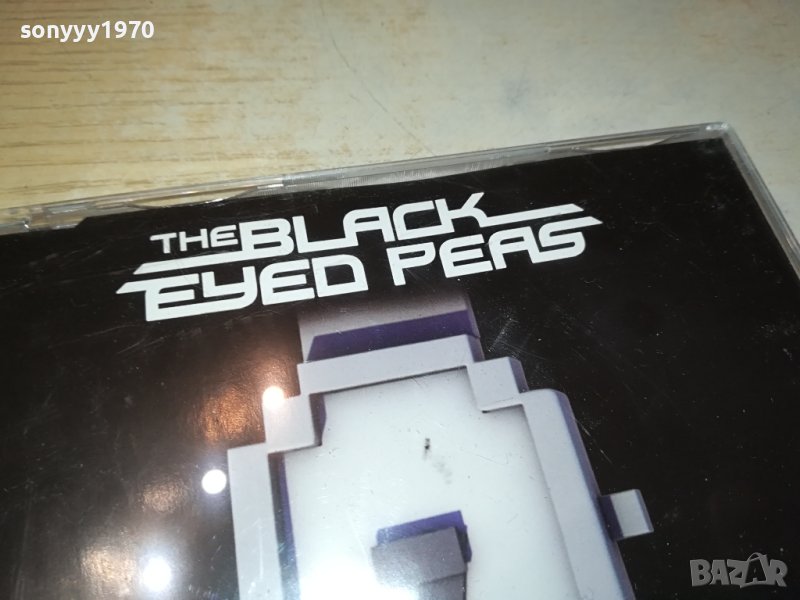 sonyyy1970
THE BLACK
EYED PEAS
BAZAR